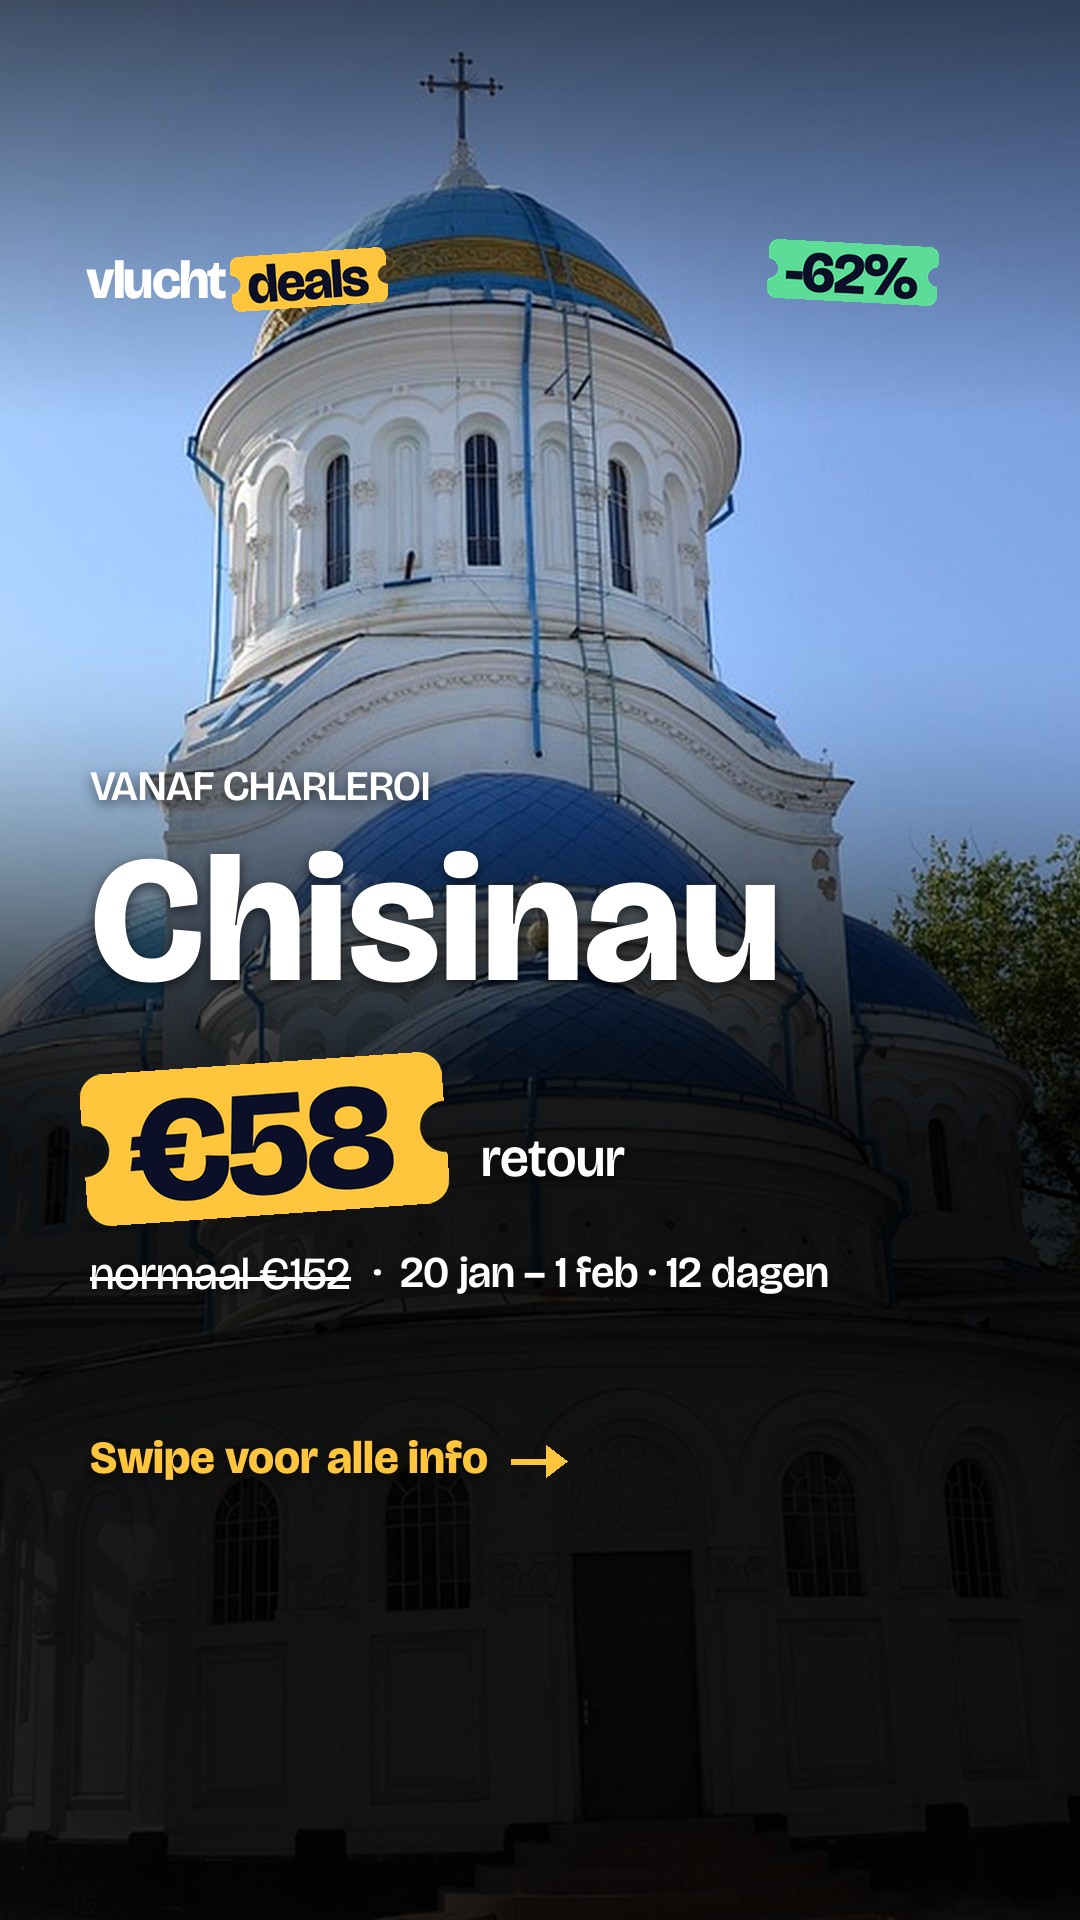 vlucht deals
-62%
VANAF CHARLEROI
Chisinau
€58 retour
normaal €152 · 20 jan – 1 feb · 12 dagen
Swipe voor alle info →